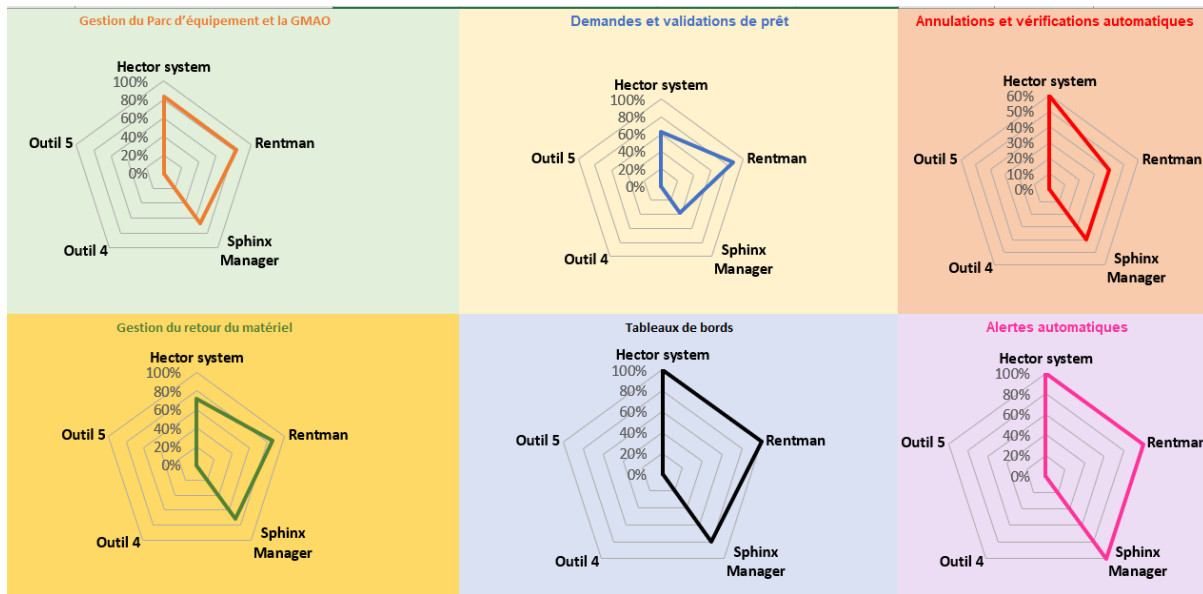 Gestion du Parc d'équipement et la GMAO
Hector system
100%
80%
60%
40%
20%
0%
Rentman
Sphinx
Manager
Outil 4
Outil 5
Demandes et validations de prêt
Hector system
100%
80%
60%
40%
20%
0%
Rentman
Sphinx
Manager
Outil 4
Outil 5
Annulations et vérifications automatiques
Hector system
60%
50%
40%
30%
20%
10%
0%
Rentman
Sphinx
Manager
Outil 4
Outil 5
Gestion du retour du matériel
Hector system
100%
80%
60%
40%
20%
0%
Rentman
Sphinx
Manager
Outil 4
Outil 5
Tableaux de bords
Hector system
100%
80%
60%
40%
20%
0%
Rentman
Sphinx
Manager
Outil 4
Outil 5
Alertes automatiques
Hector system
100%
80%
60%
40%
20%
0%
Rentman
Sphinx
Manager
Outil 4
Outil 5